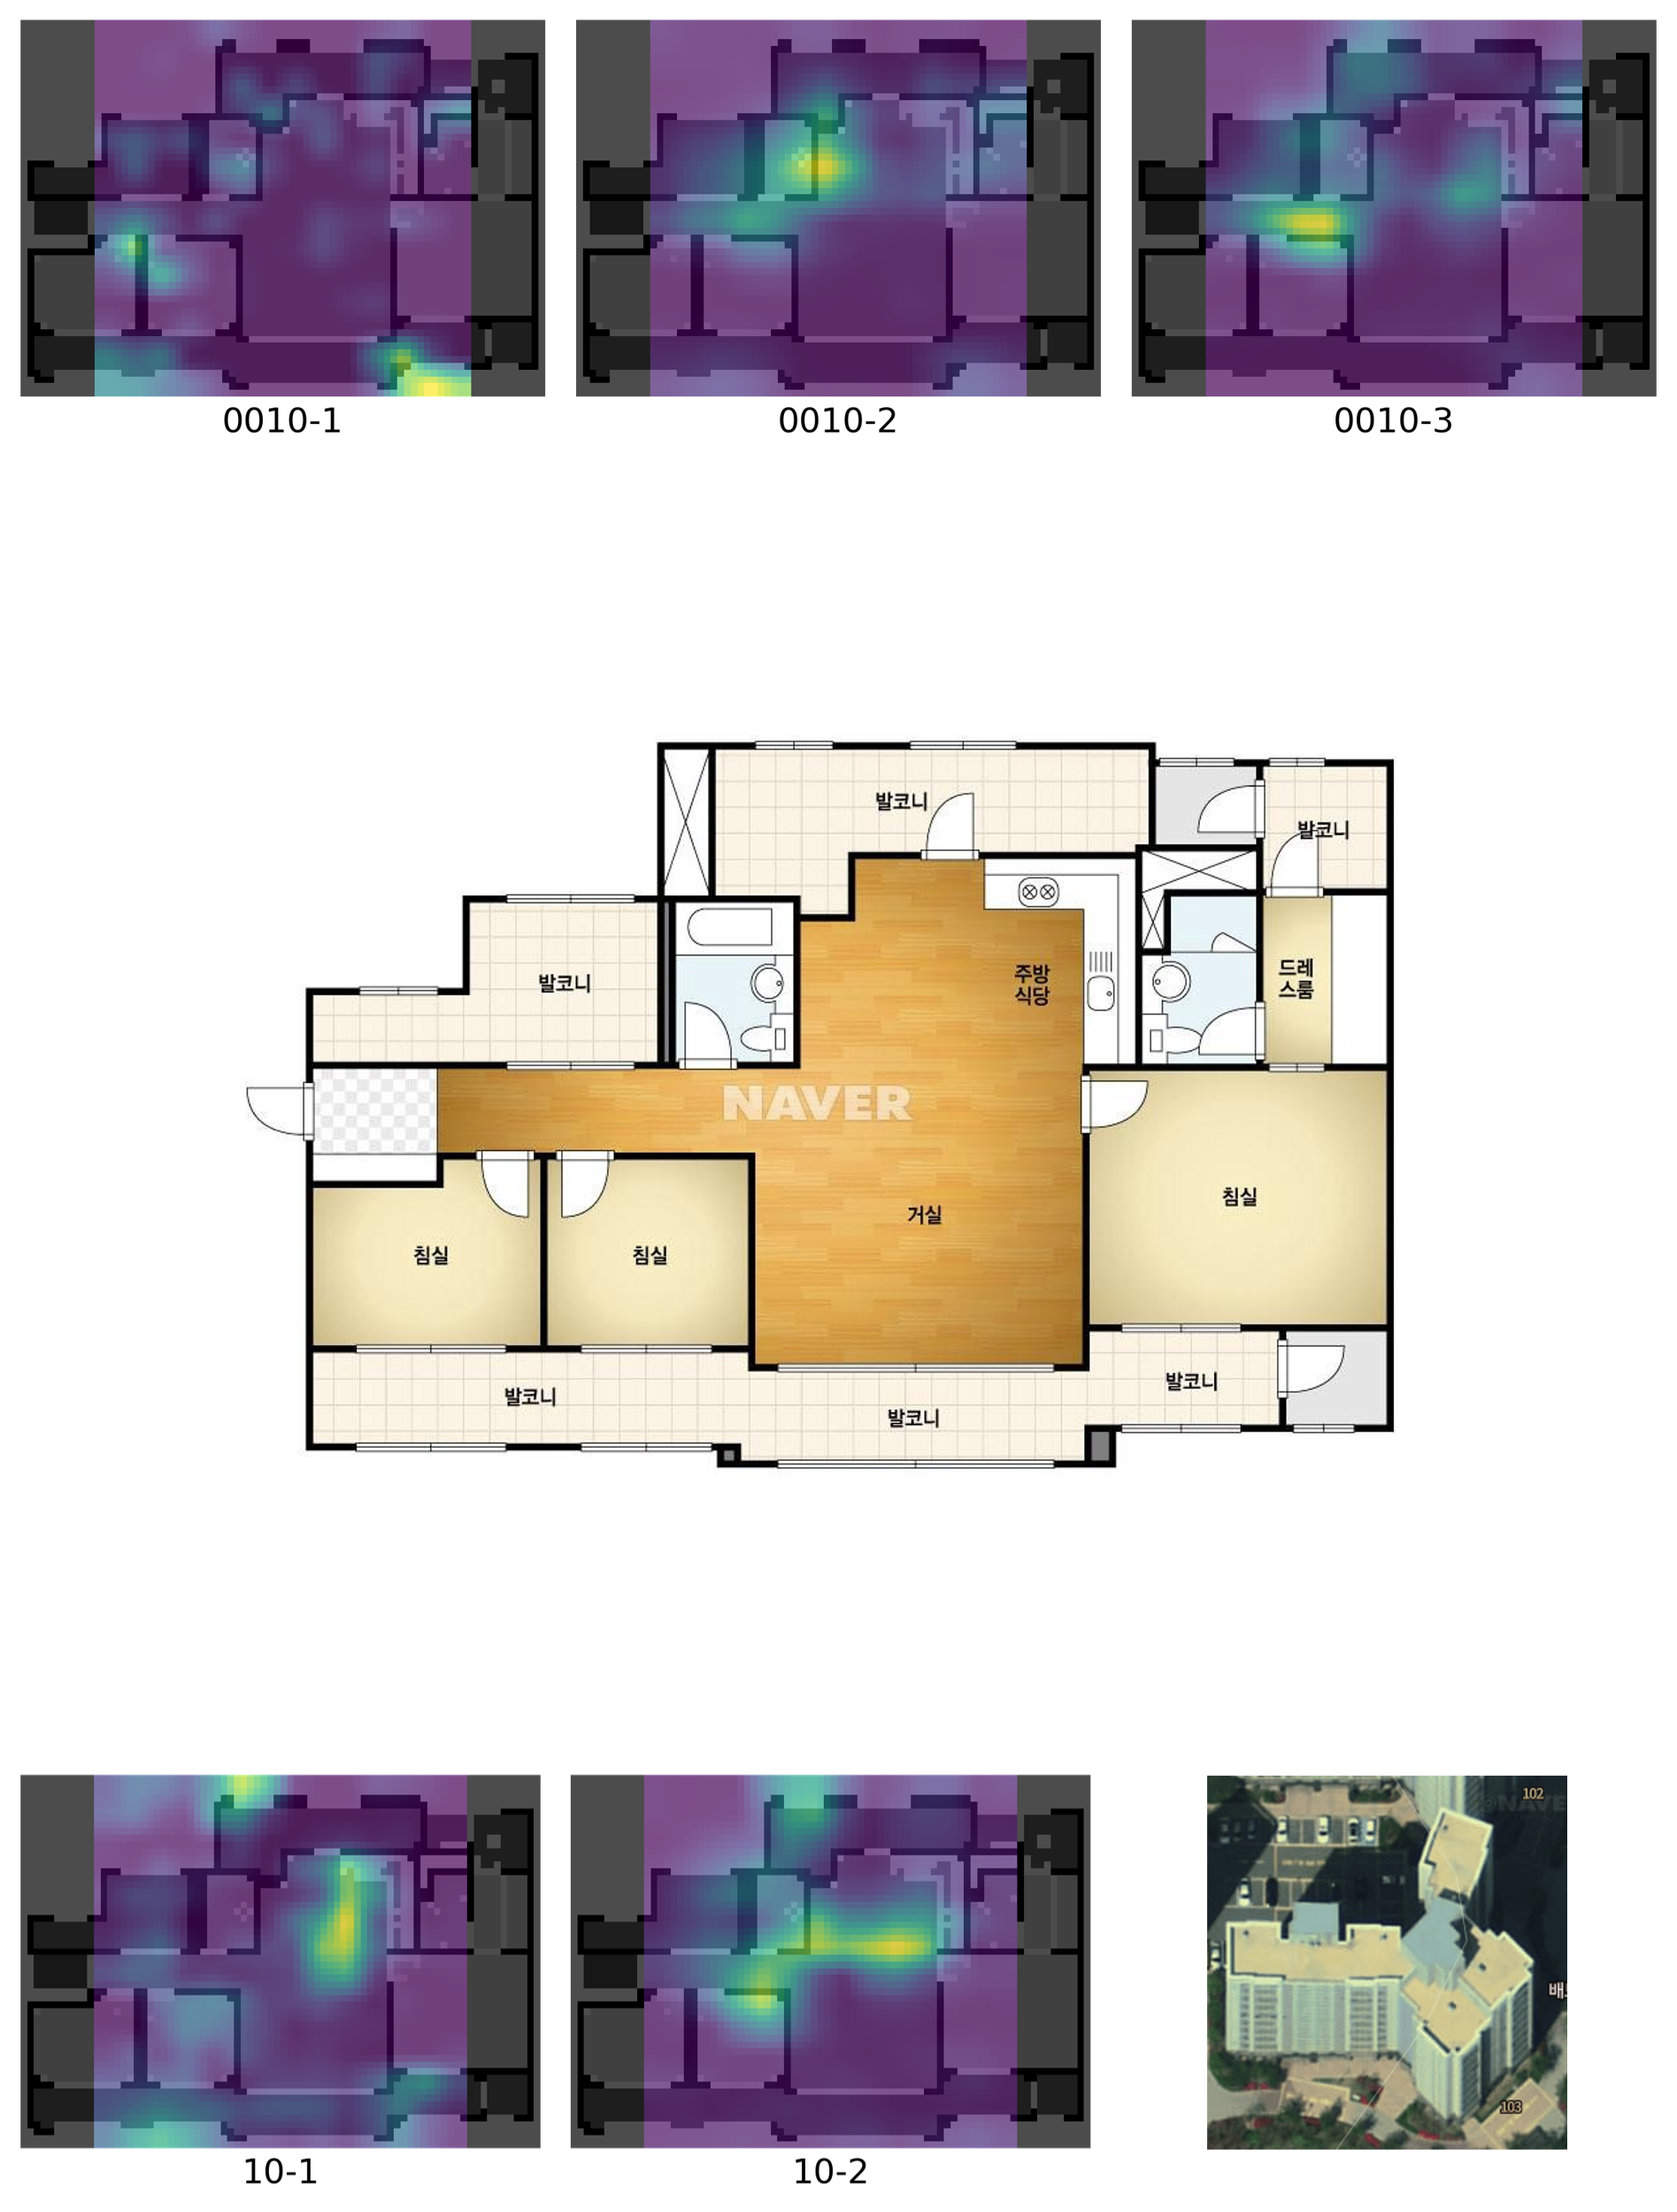 0010-1
0010-2
0010-3
발코니
발코니
발코니
주방
식당
드레
스룸
NAVER
침실
거실
침실
침실
발코니
발코니
발코니
10-1
10-2
102
NAVE
배
103